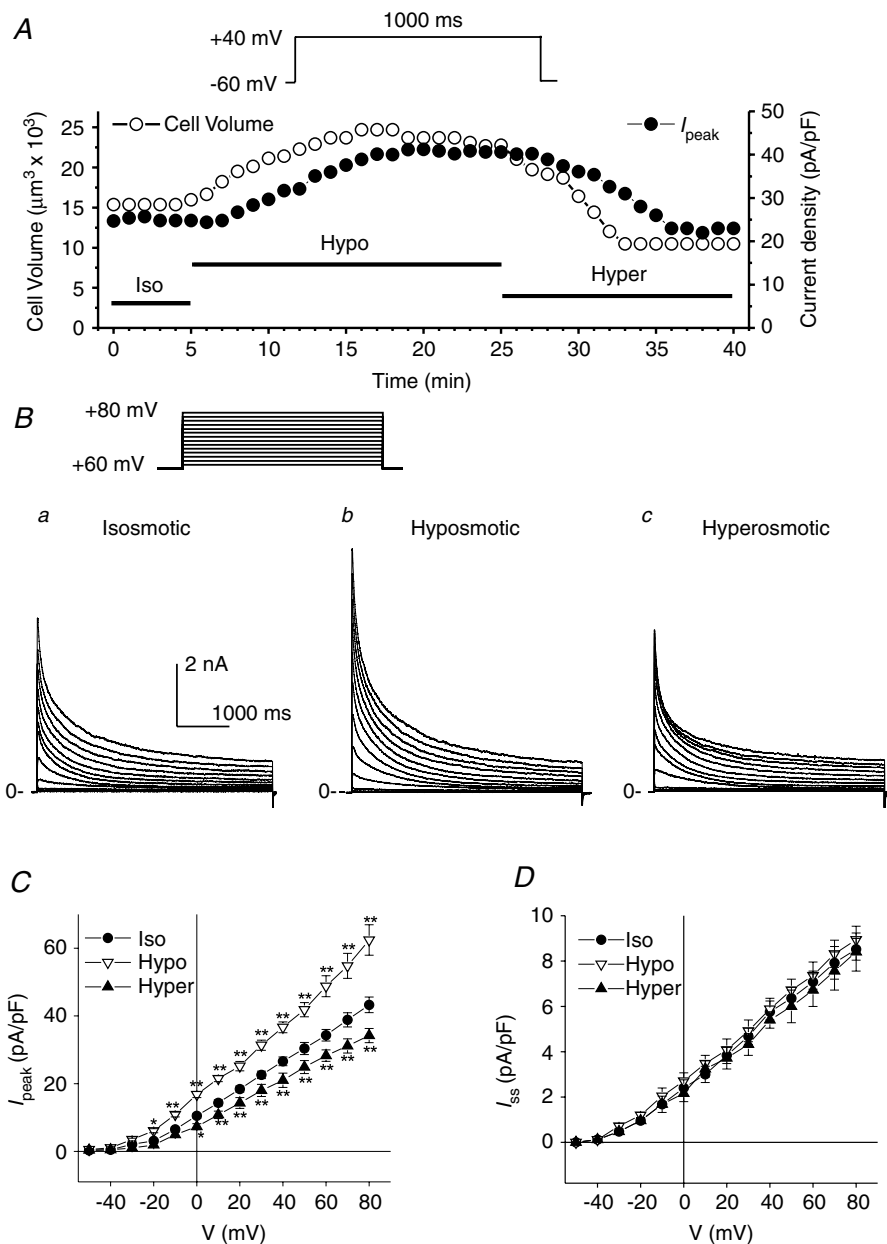 A
1000 ms
+40 mV
-60 mV
Cell Volume
I peak
Cell Volume (µm³ x 10³)
25
20
15
10
5
0
50
40
30
20
10
0
Current density (pA/pF)
Iso
Hypo
Hyper
0 5 10 15 20 25 30 35 40
Time (min)
B
+80 mV
+60 mV
a Isosmotic
b Hyposmotic
c Hyperosmotic
2 nA
1000 ms
0-
0--
0-
C
Iso
Hypo
Hyper
I peak (pA/pF)
60
40
20
0
* ** ** ** ** ** ** ** ** ** **
* ** ** ** ** ** ** ** **
-40 -20 0 20 40 60 80
V (mV)
D
Iso
Hypo
Hyper
I ss (pA/pF)
10
8
6
4
2
0
-40 -20 0 20 40 60 80
V (mV)